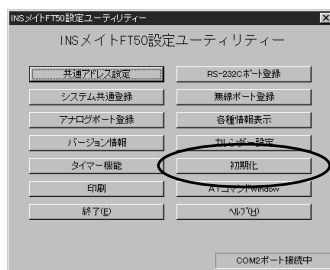 INSメイトFT50設定ユーティリティー
INSメイトFT50設定ユーティリティー
共通アドレス設定
RS-232Cポート登録
システム共通登録
無線ポート登録
アナログポート登録
各種情報表示
バージョン情報
カレンダー設定
タイマー機能
初期化
印刷
ATコマンドWindow
終了(E)
ヘルプ(H)
COM2ポート接続中